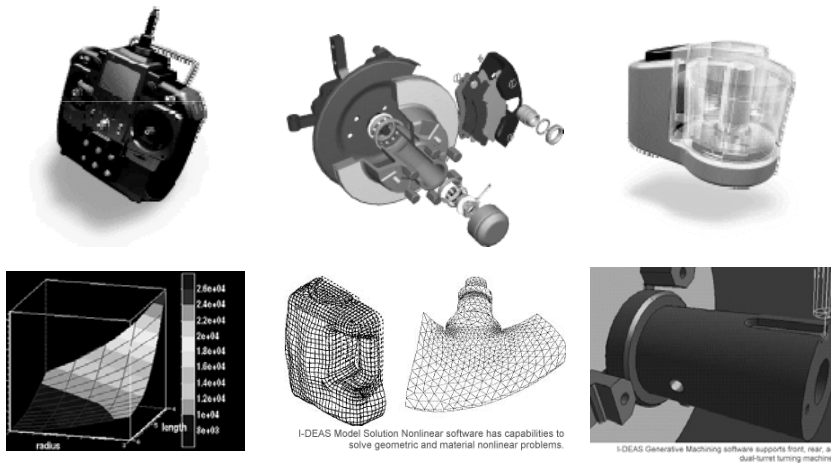 2.6e+04
2.4e+04
2.2e+04
2e+04
1.8e+04
1.6e+04
1.4e+04
1.2e+04
1e+04
8e+03
length
radius
I-DEAS Model Solution Nonlinear software has capabilities to
solve geometric and material nonlinear problems.
I-DEAS Generative Machining software supports front, rear, a
dual-turret turning machine